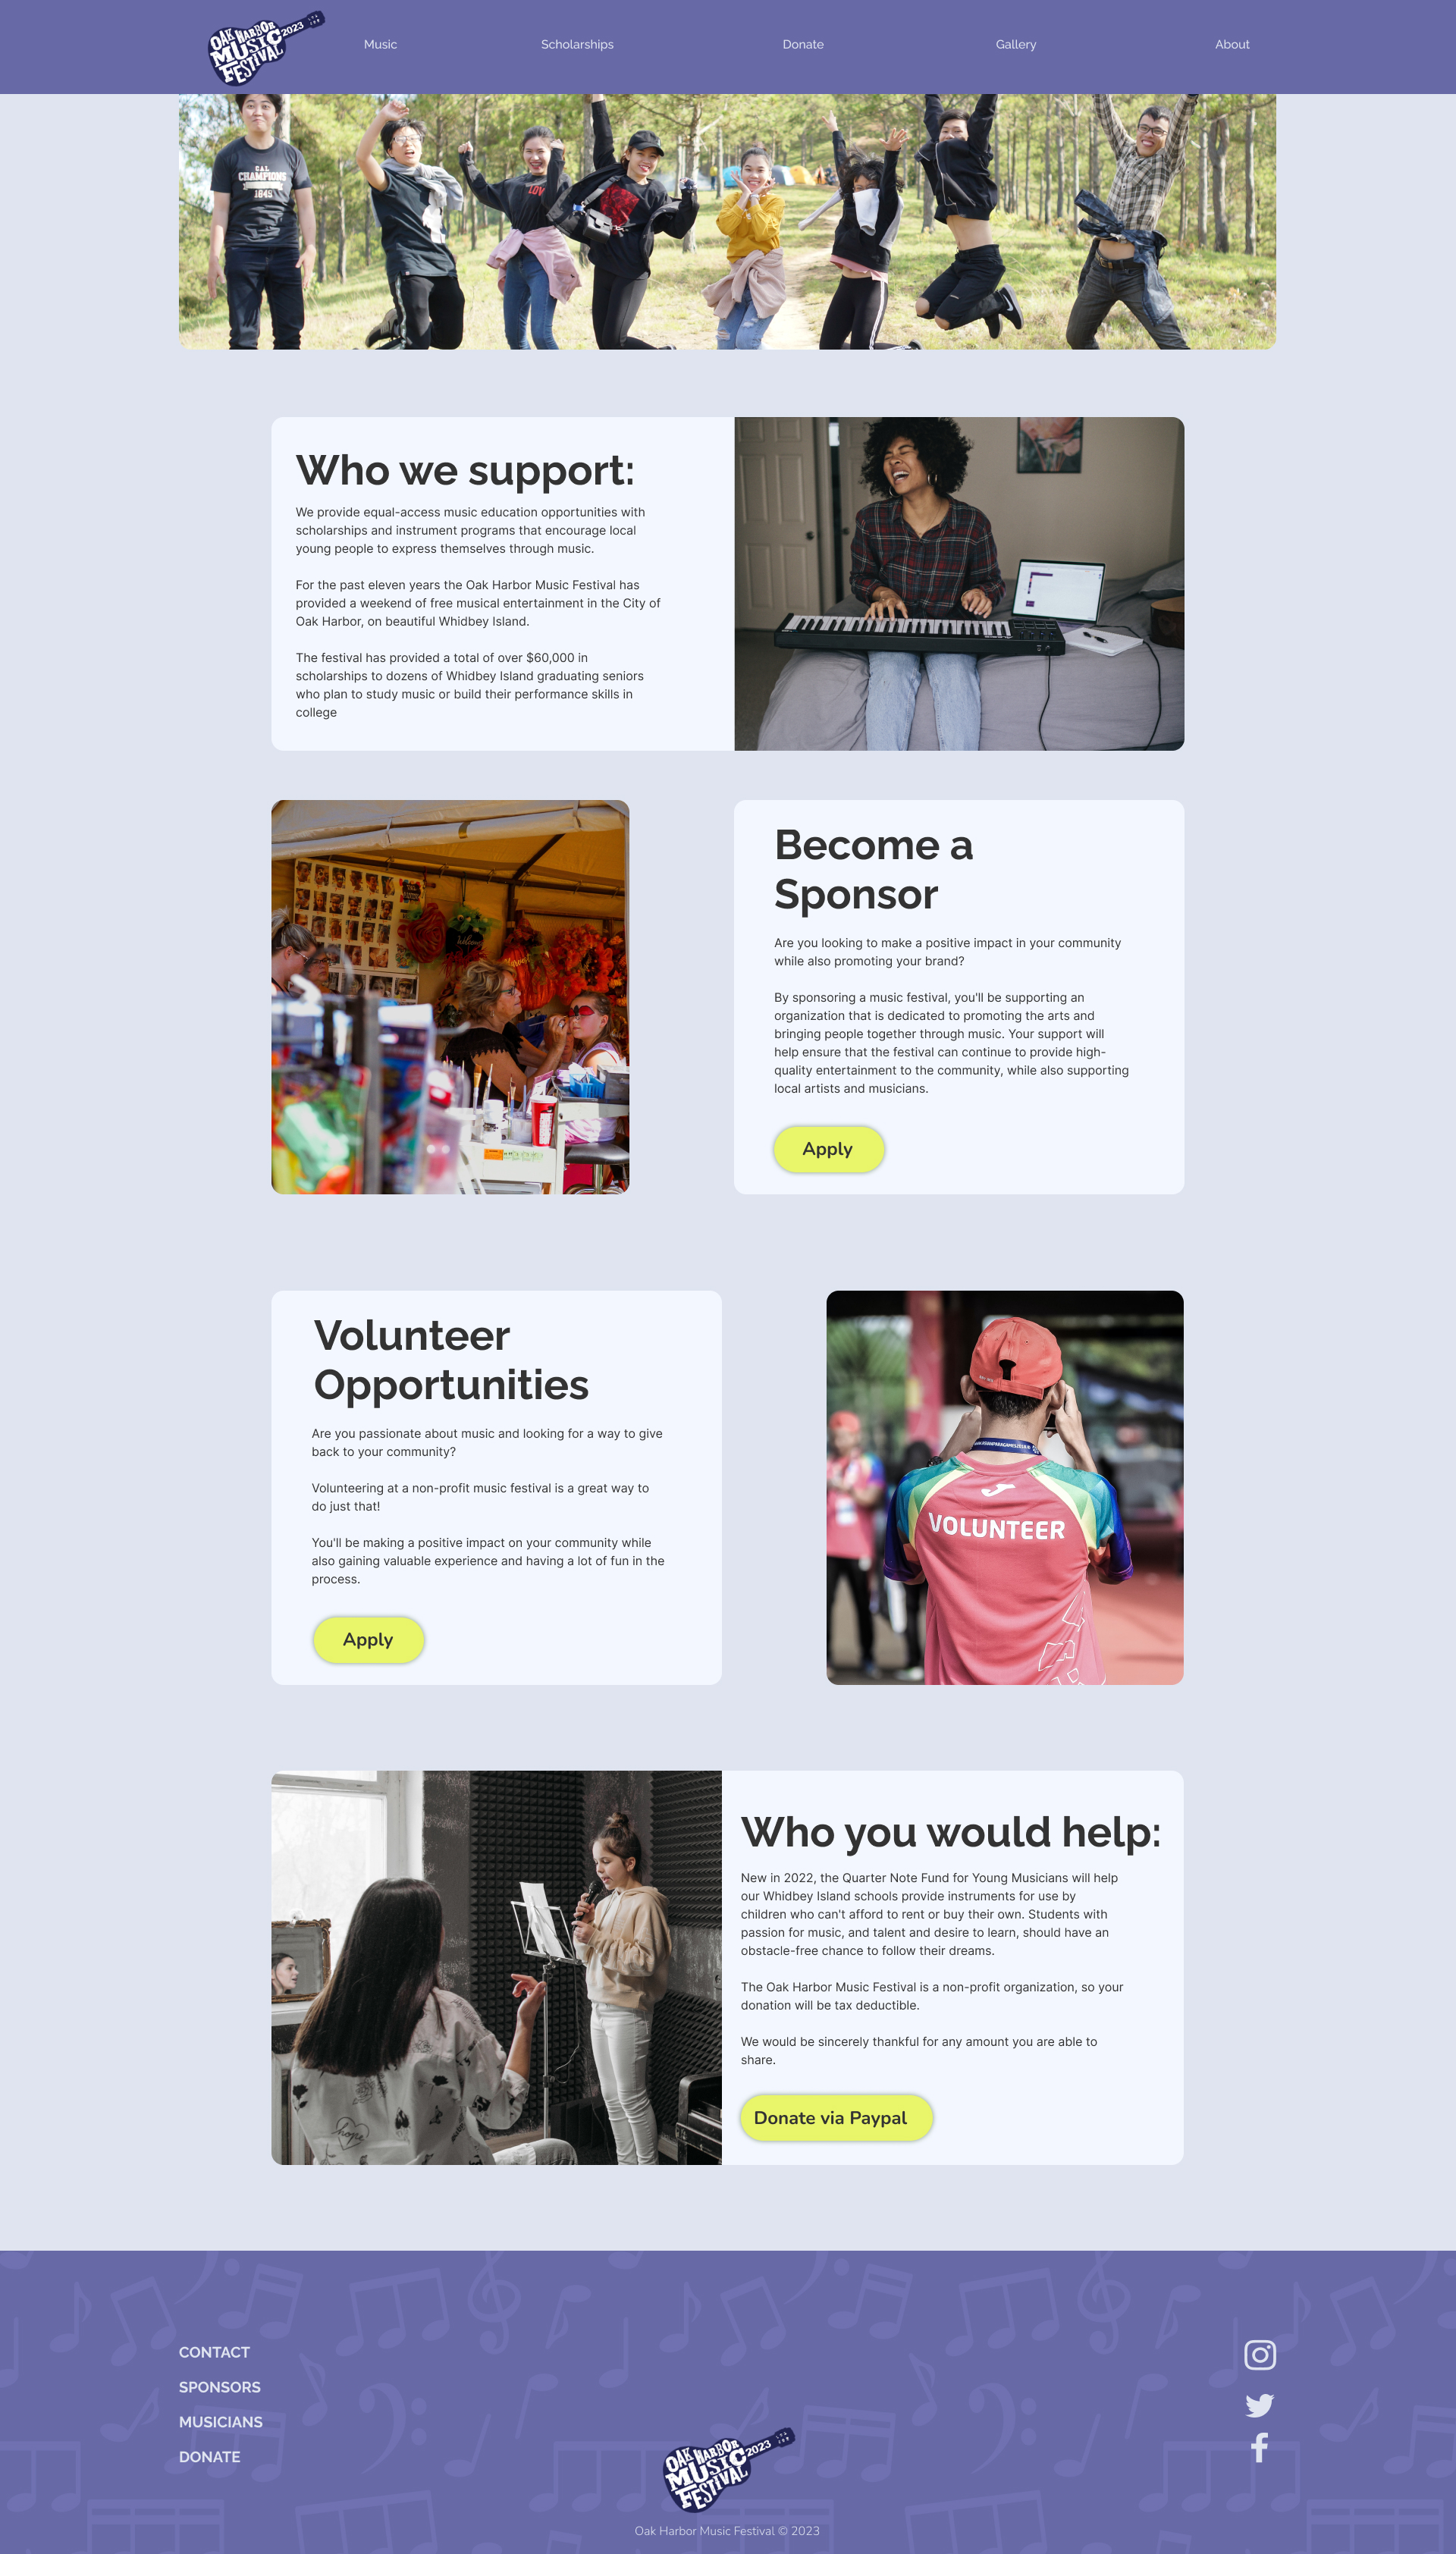 OAK HARBOR
MUSIC
FESTIVAL
2023
Music
Scholarships
Donate
Gallery
About
CAL
CHAMPIONS
1849
LOV
Who we support:
We provide equal-access music education opportunities with
scholarships and instrument programs that encourage local
young people to express themselves through music.
For the past eleven years the Oak Harbor Music Festival has
provided a weekend of free musical entertainment in the City of
Oak Harbor, on beautiful Whidbey Island.
The festival has provided a total of over $60,000 in
scholarships to dozens of Whidbey Island graduating seniors
who plan to study music or build their performance skills in
college
Become a
Sponsor
Are you looking to make a positive impact in your community
while also promoting your brand?
By sponsoring a music festival, you'll be supporting an
organization that is dedicated to promoting the arts and
bringing people together through music. Your support will
help ensure that the festival can continue to provide high-
quality entertainment to the community, while also supporting
local artists and musicians.
Apply
Volunteer
Opportunities
Are you passionate about music and looking for a way to give
back to your community?
Volunteering at a non-profit music festival is a great way to
do just that!
You'll be making a positive impact on your community while
also gaining valuable experience and having a lot of fun in the
process.
Apply
VOLUNTEER
Who you would help:
New in 2022, the Quarter Note Fund for Young Musicians will help
our Whidbey Island schools provide instruments for use by
children who can't afford to rent or buy their own. Students with
passion for music, and talent and desire to learn, should have an
obstacle-free chance to follow their dreams.
The Oak Harbor Music Festival is a non-profit organization, so your
donation will be tax deductible.
We would be sincerely thankful for any amount you are able to
share.
Donate via Paypal
hope
CONTACT
SPONSORS
MUSICIANS
DONATE
OAK HARBOR
MUSIC
FESTIVAL
2023
Oak Harbor Music Festival © 2023